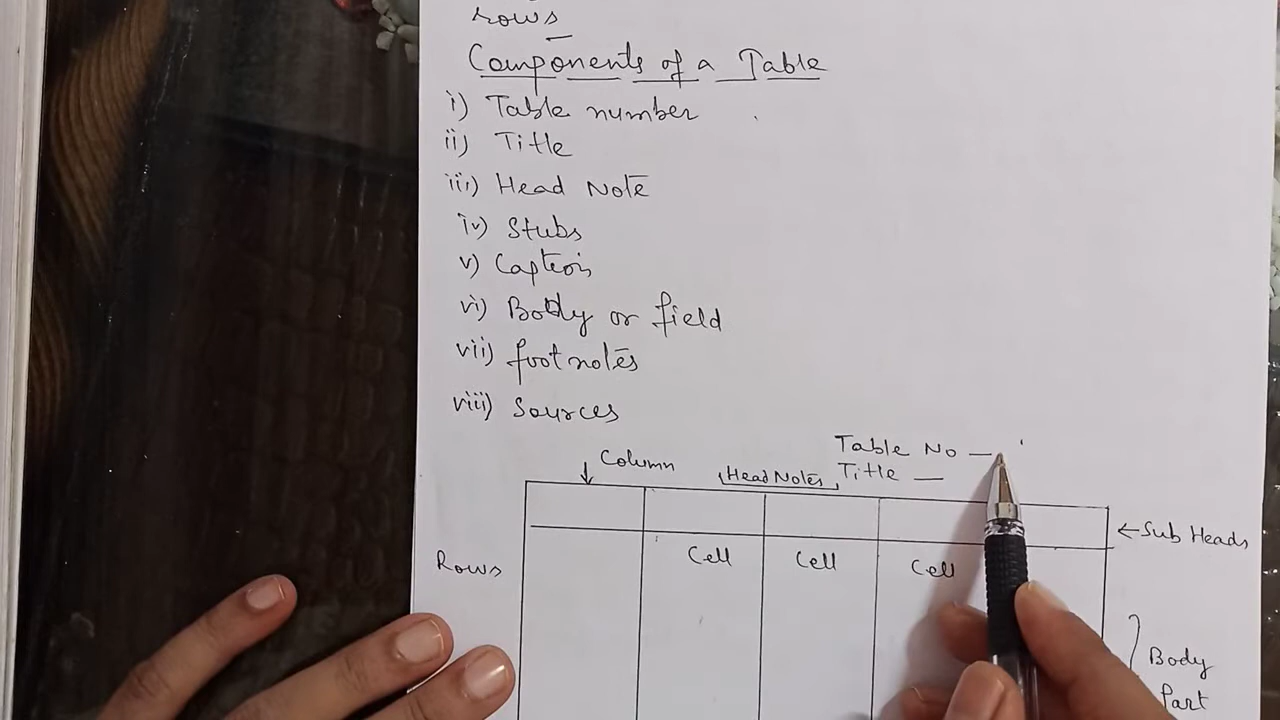 rows
Components of a Table
i) Table number
ii) Title
iii) Head Note
iv) Stubs
v) Caption
vi) Body or field
vii) footnotes
viii) Sources
Table No —
Column
Head Notes
Title —
← Sub Heads
Rows
Cell Cell Cell
Body
Part